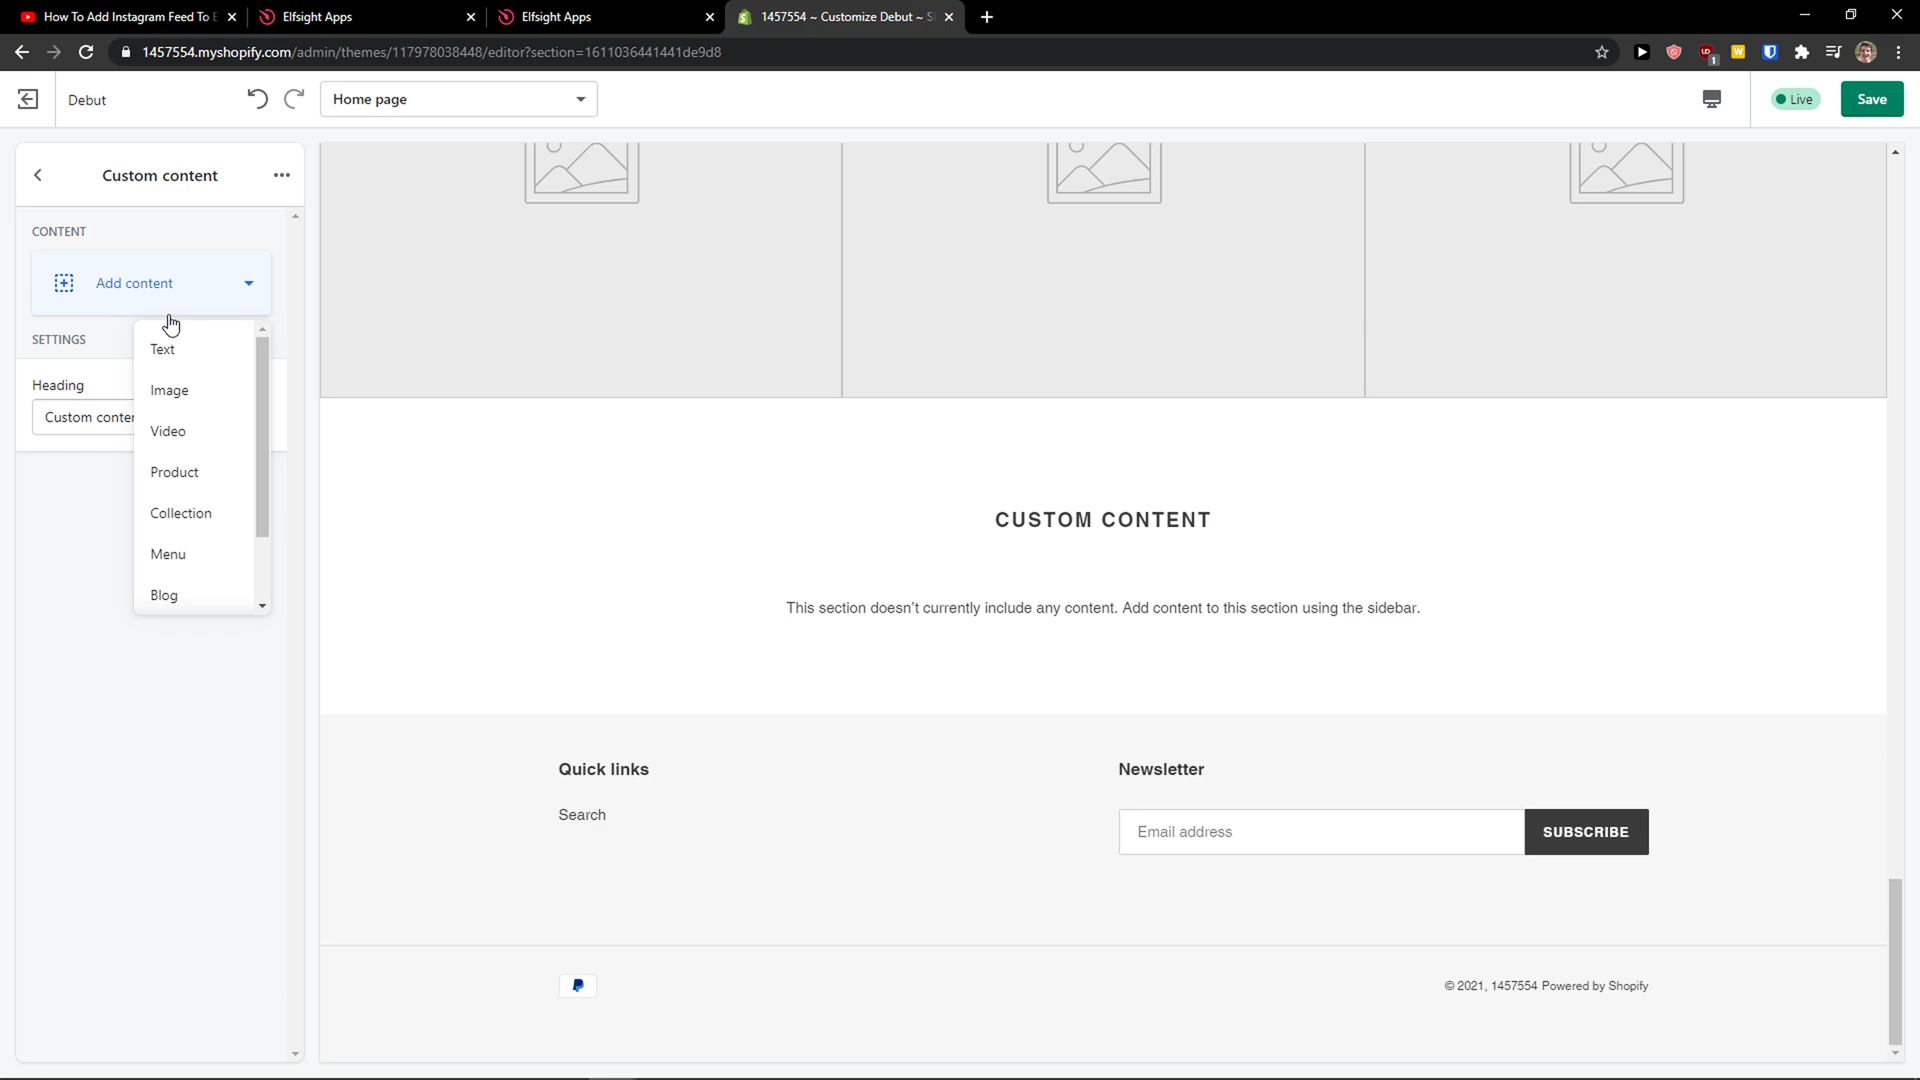 How To Add Instagram Feed To E
Elfsight Apps
Elfsight Apps
1457554 ~ Customize Debut ~ S
1457554.myshopify.com/admin/themes/117978038448/editor?section=1611036441441de9d8
1
Debut
Home page
Live
Save
Custom content
CONTENT
Add content
SETTINGS
Text
Heading
Image
Custom conten
Video
Product
Collection
Menu
Blog
CUSTOM CONTENT
This section doesn't currently include any content. Add content to this section using the sidebar.
Quick links
Newsletter
Search
Email address
SUBSCRIBE
© 2021, 1457554 Powered by Shopify